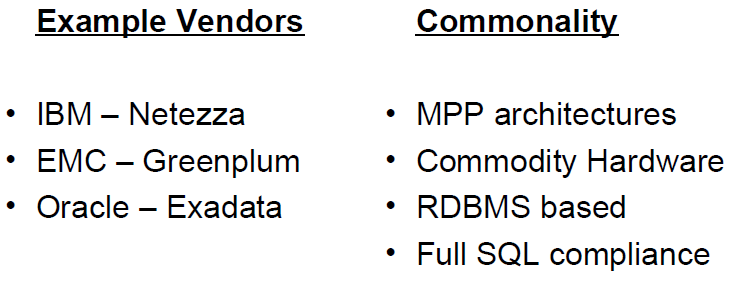 Example Vendors
• IBM – Netezza
• EMC – Greenplum
• Oracle – Exadata
Commonality
• MPP architectures
• Commodity Hardware
• RDBMS based
• Full SQL compliance